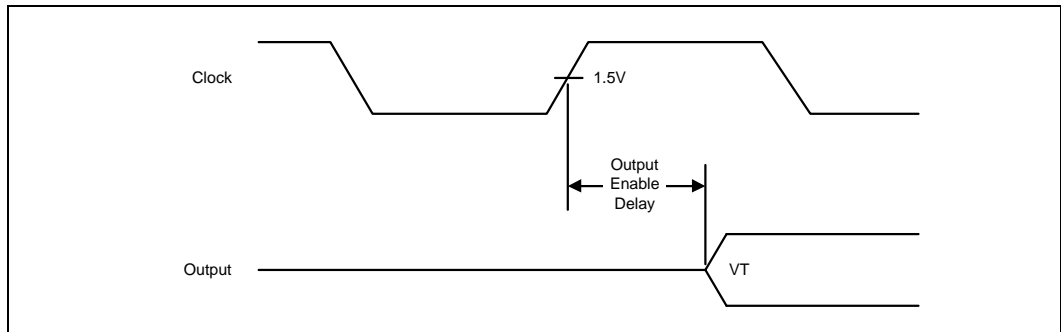 Clock
1.5V
Output
Enable
Delay
Output
VT